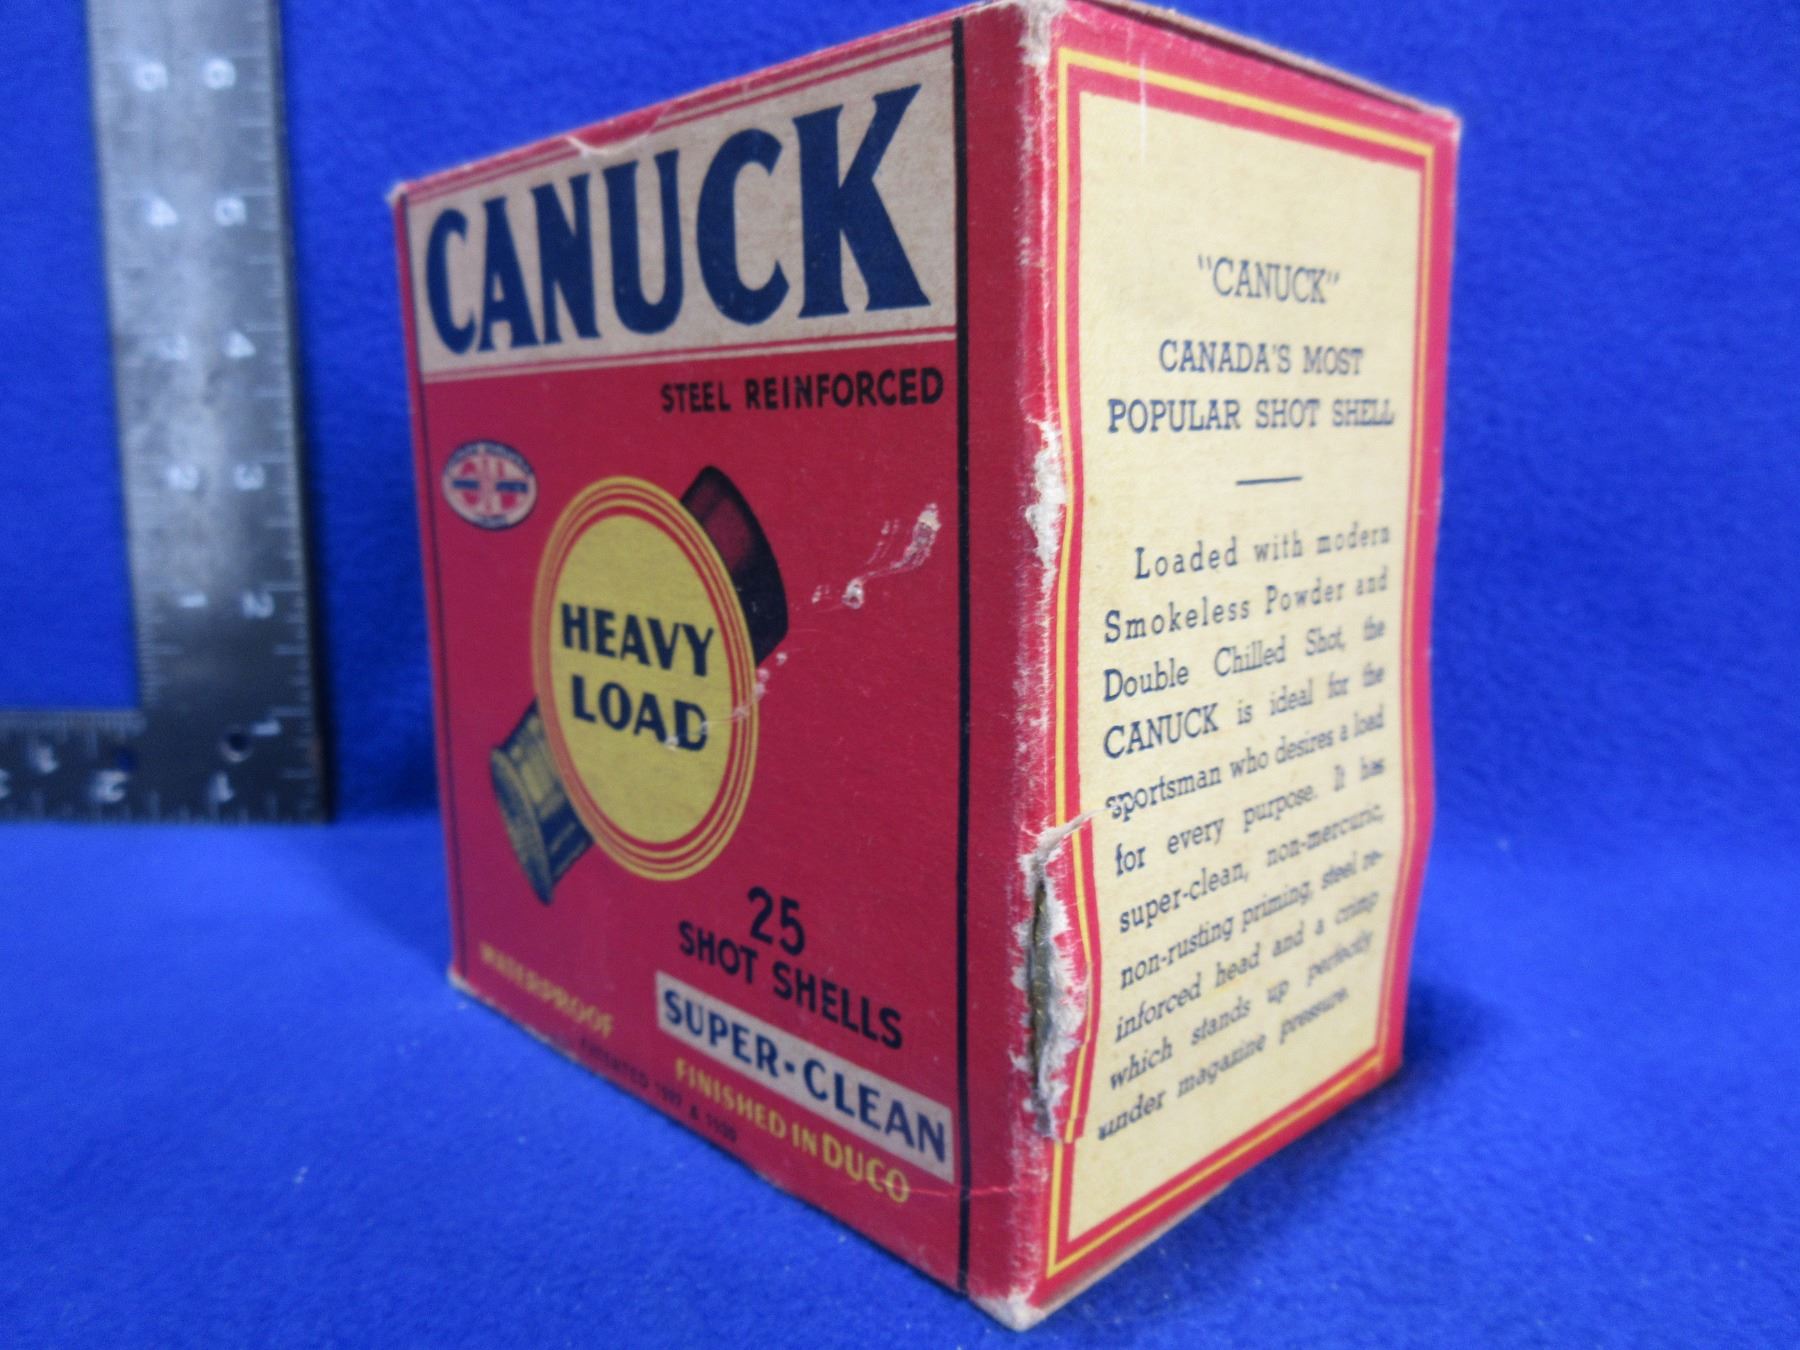 CANUCK
STEEL REINFORCED
HEAVY
LOAD
25
SHOT SHELLS
WATERPROOF
SUPER-CLEAN
FINISHED IN DUCO
PATENTED
"CANUCK"
CANADA'S MOST
POPULAR SHOT SHELL
Loaded with modern
Smokeless Powder and
Double Chilled Shot, the
CANUCK is ideal for the
sportsman who desires a load
for every purpose. It has
super-clean, non-mercuric,
non-rusting priming, steel re-
inforced head and a crimp
which stands up perfectly
under magazine pressure.